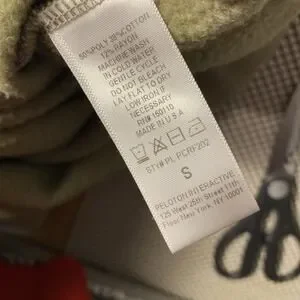 50%POLY 38%COTTON
12% RAYON
MACHINE WASH
IN COLD WATER
GENTLE CYCLE
DO NOT BLEACH
LAY FLAT TO DRY
LOW IRON IF
NECESSARY
RN# 150110
MADE IN U.S.A
STY# PL PCRF202
S
PELOTON INTERACTIVE
125 West 25th Street 11th
Floor New York, NY 10001